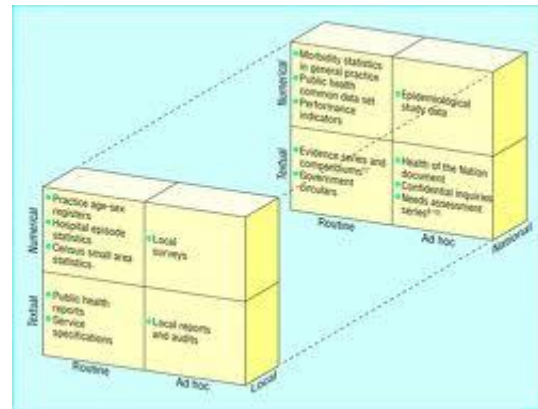 Numerical
Morbidity statistics
in general practice
Public health
common data set
Performance
indicators
Epidemiological
study data
Textual
Evidence series and
compendiums
Government
circulars
Health of the Nation
document
Confidential inquiries
Needs assessment
series
Routine
Ad hoc
National
Numerical
Practice age-sex
registers
Hospital episode
statistics
Census small area
statistics
Local
surveys
Textual
Public health
reports
Service
specifications
Local reports
and audits
Routine
Ad hoc
Local